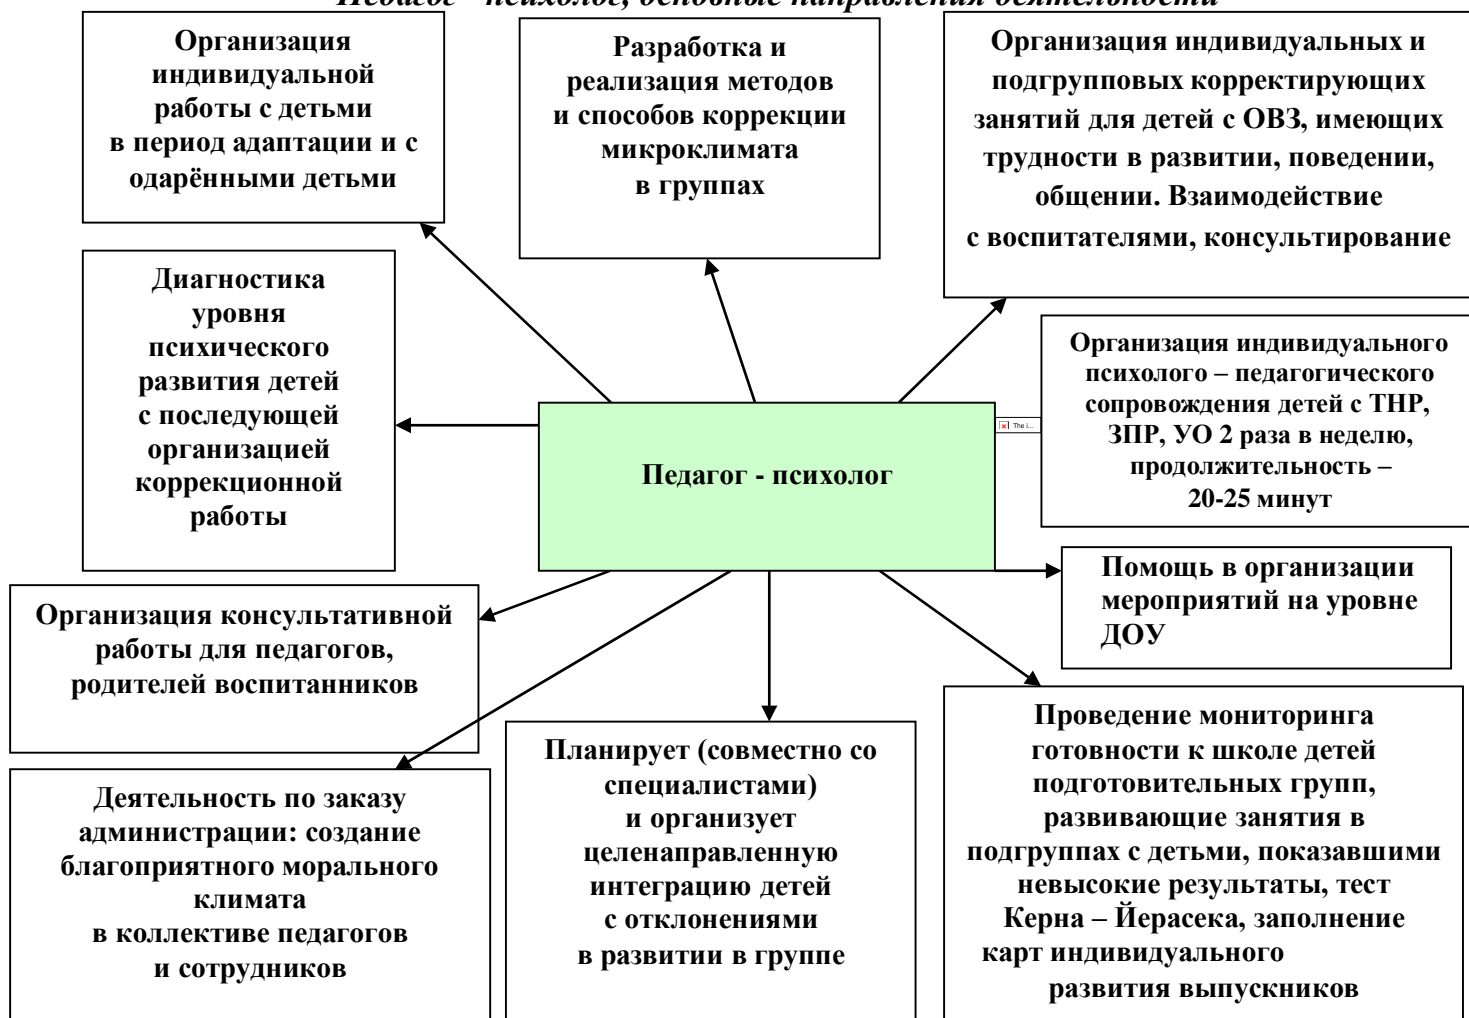 Педагог - психолог, основные направления деятельности
Организация
индивидуальной
работы с детьми
в период адаптации и с
одарёнными детьми
Разработка и
реализация методов
и способов коррекции
микроклимата
в группах
Организация индивидуальных и
подгрупповых корректирующих
занятий для детей с ОВЗ, имеющих
трудности в развитии, поведении,
общении. Взаимодействие
с воспитателями, консультирование
Диагностика
уровня
психического
развития детей
с последующей
организацией
коррекционной
работы
Организация индивидуального
психолого – педагогического
сопровождения детей с ТНР,
ЗПР, УО 2 раза в неделю,
продолжительность –
20-25 минут
The i...
Педагог - психолог
Помощь в организации
мероприятий на уровне
ДОУ
Организация консультативной
работы для педагогов,
родителей воспитанников
Деятельность по заказу
администрации: создание
благоприятного морального
климата
в коллективе педагогов
и сотрудников
Планирует (совместно со
специалистами)
и организует
целенаправленную
интеграцию детей
с отклонениями
в развитии в группе
Проведение мониторинга
готовности к школе детей
подготовительных групп,
развивающие занятия в
подгруппах с детьми, показавшими
невысокие результаты, тест
Керна – Йерасека, заполнение
карт индивидуального
развития выпускников